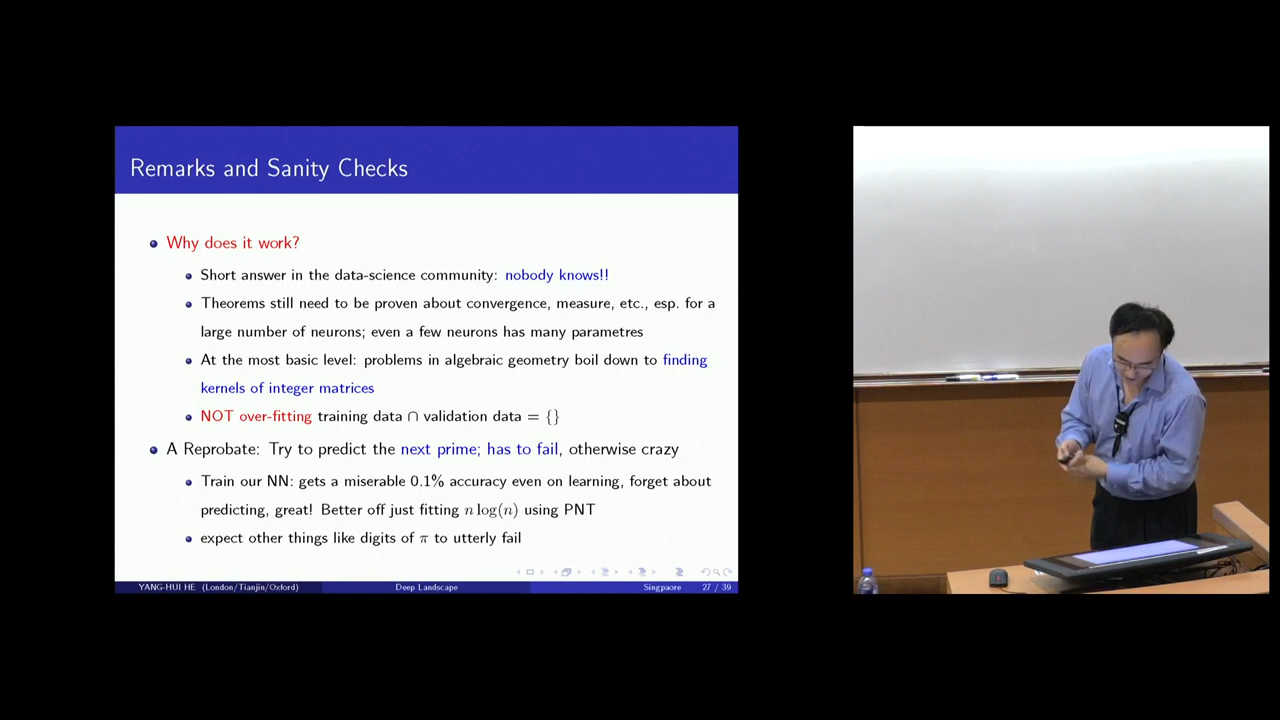 Remarks and Sanity Checks
Why does it work?
Short answer in the data-science community: nobody knows!!
Theorems still need to be proven about convergence, measure, etc., esp. for a
large number of neurons; even a few neurons has many parametres
At the most basic level: problems in algebraic geometry boil down to finding
kernels of integer matrices
NOT over-fitting training data ∩ validation data = {}
A Reprobate: Try to predict the next prime; has to fail, otherwise crazy
Train our NN: gets a miserable 0.1% accuracy even on learning, forget about
predicting, great! Better off just fitting n log(n) using PNT
expect other things like digits of π to utterly fail
YANG-HUI HE (London/Tianjin/Oxford) Deep Landscape Singpaore 27 / 39